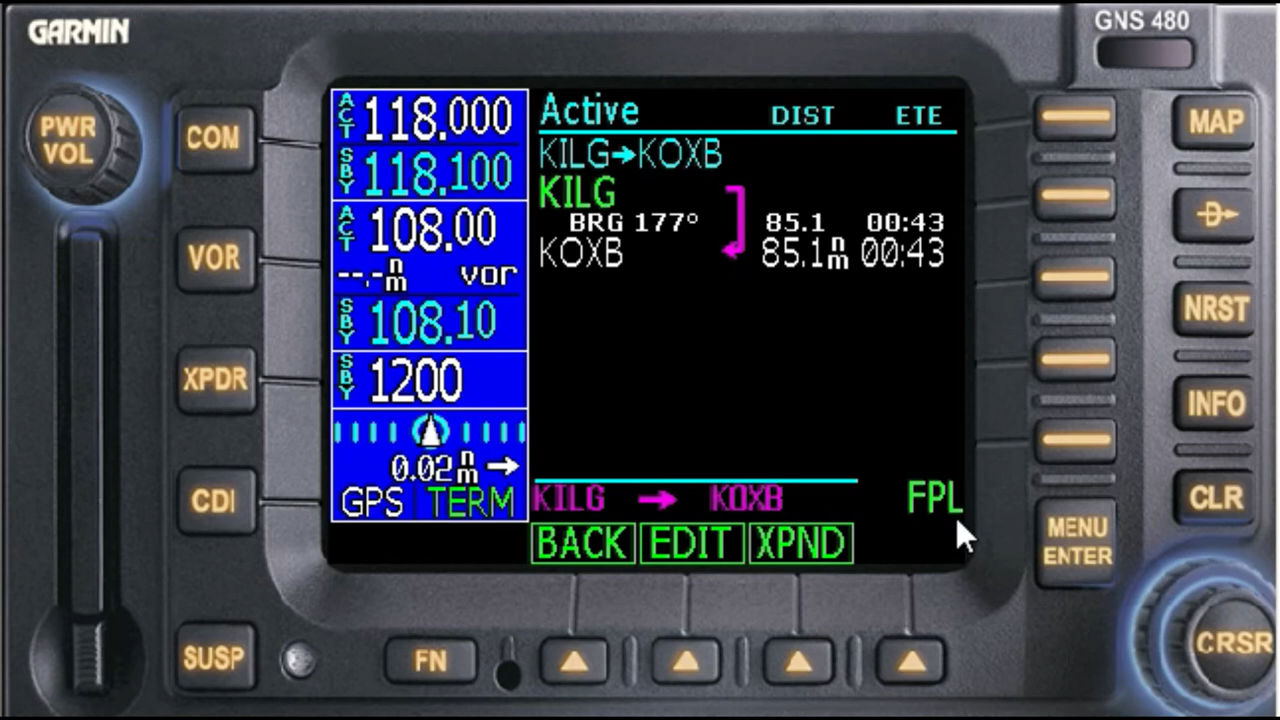 GARMIN
GNS 480
PWR
VOL
COM
VOR
XPDR
CDI
SUSP
ACT 118.000
SBY 118.100
ACT 108.00
--.-nm vor
SBY 108.10
SBY 1200
0.02nm →
GPS TERM
Active DIST ETE
KILG→KOXB
KILG
BRG 177° 85.1 00:43
KOXB 85.1nm 00:43
KILG → KOXB FPL
BACK EDIT XPND
FN
MAP
D→
NRST
INFO
CLR
MENU
ENTER
CRSR